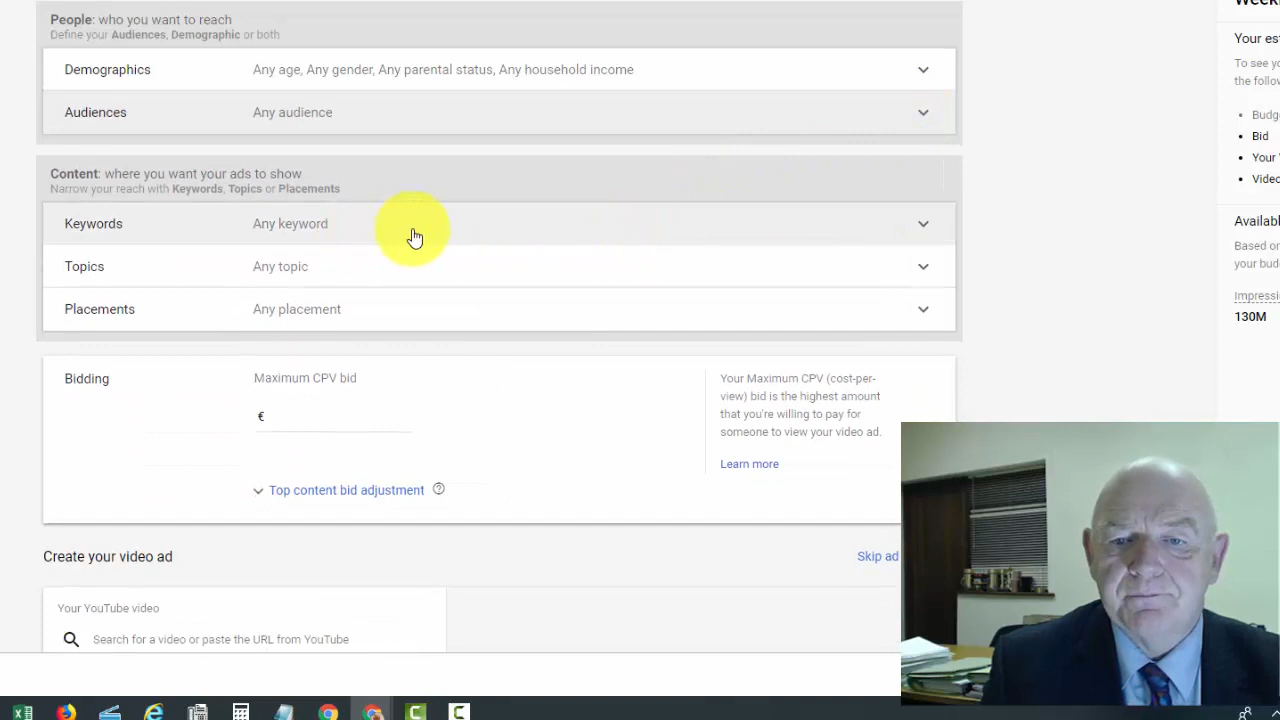 People: who you want to reach
Define your Audiences, Demographic or both
Demographics Any age, Any gender, Any parental status, Any household income
Audiences Any audience
Content: where you want your ads to show
Narrow your reach with Keywords, Topics or Placements
Keywords Any keyword
Topics Any topic
Placements Any placement
Bidding Maximum CPV bid
€
Your Maximum CPV (cost-per-
view) bid is the highest amount
that you're willing to pay for
someone to view your video ad.
Learn more
Top content bid adjustment
Create your video ad Skip ad
Your YouTube video
Search for a video or paste the URL from YouTube
Your est
To see yo
the follow
Budge
Bid
Your V
Video
Availabl
Based on
your budg
Impressi
130M